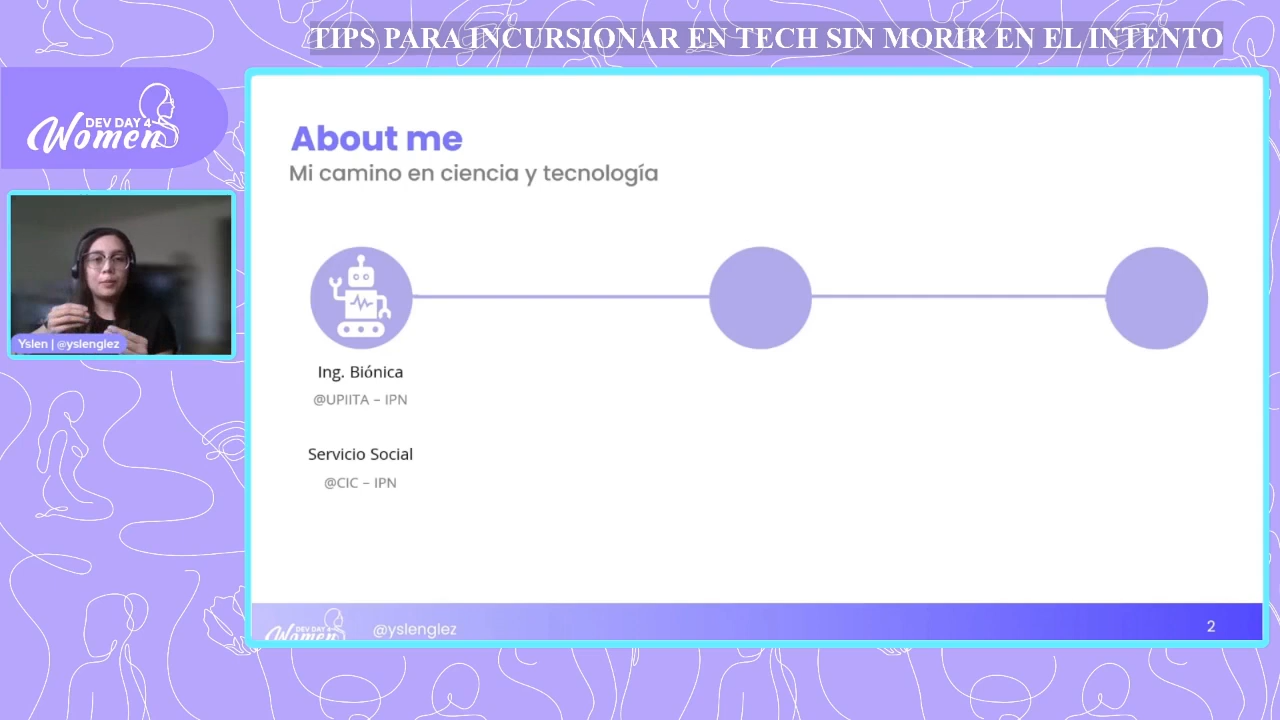 TIPS PARA INCURSIONAR EN TECH SIN MORIR EN EL INTENTO
DEV DAY 4
Women
Yslen | @yslenglez
About me
Mi camino en ciencia y tecnología
Ing. Biónica
@UPIITA – IPN
Servicio Social
@CIC – IPN
DEV DAY 4
Women
@yslenglez
2